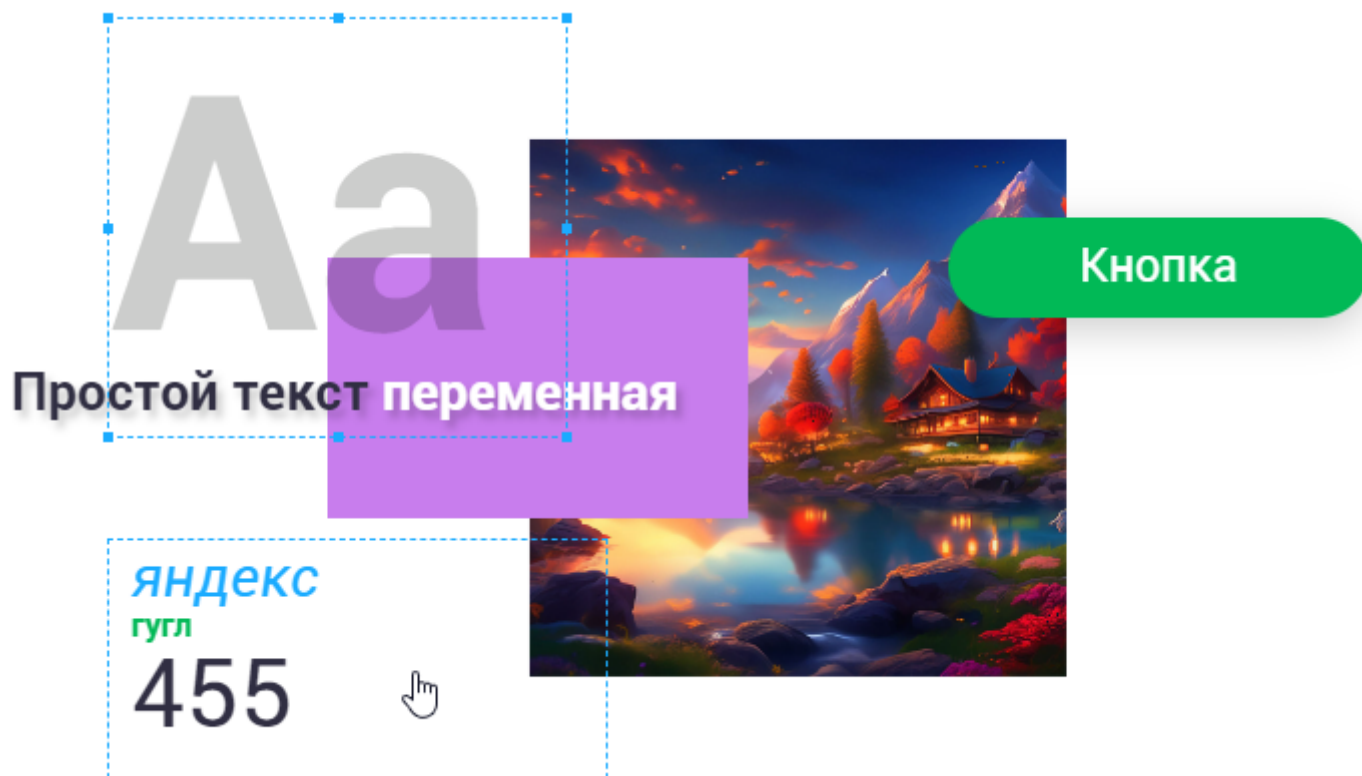 Aa
Кнопка
Простой текст переменная
яндекс
гугл
455